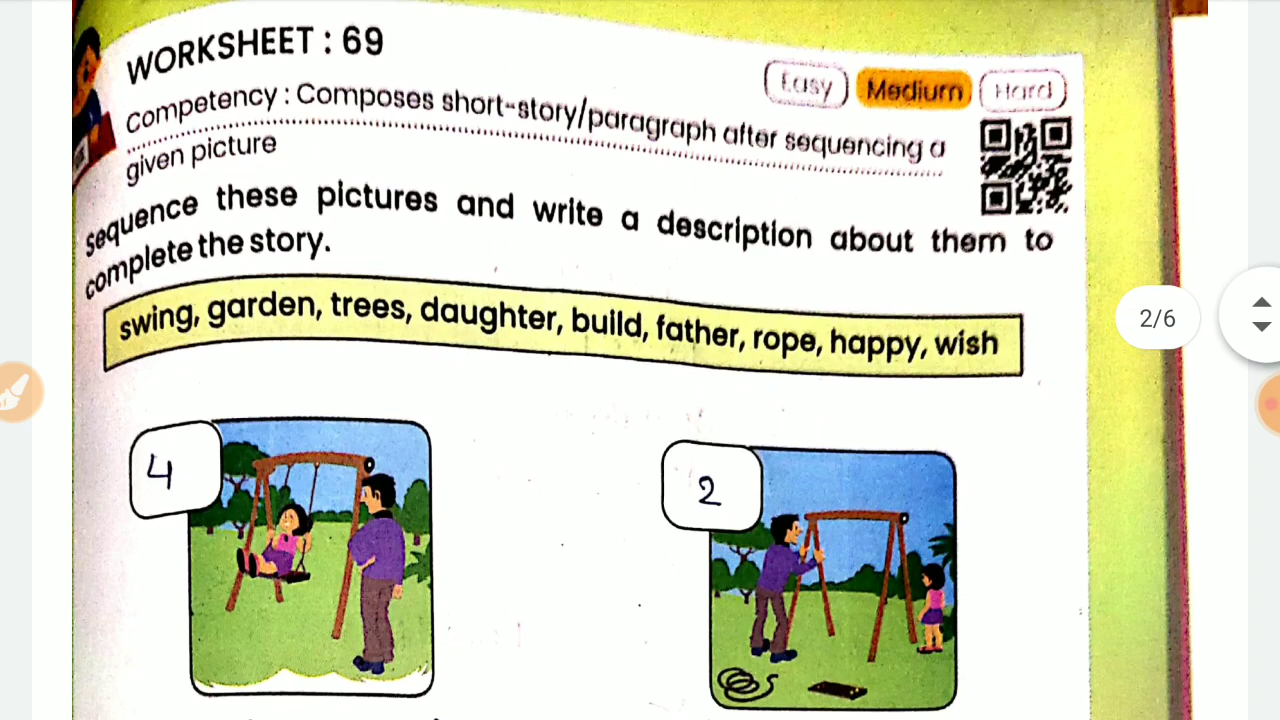 WORKSHEET : 69
Easy Medium Hard
competency : Composes short-story/paragraph after sequencing a
given picture
Sequence these pictures and write a description about them to
complete the story.
swing, garden, trees, daughter, build, father, rope, happy, wish
2/6
4
2